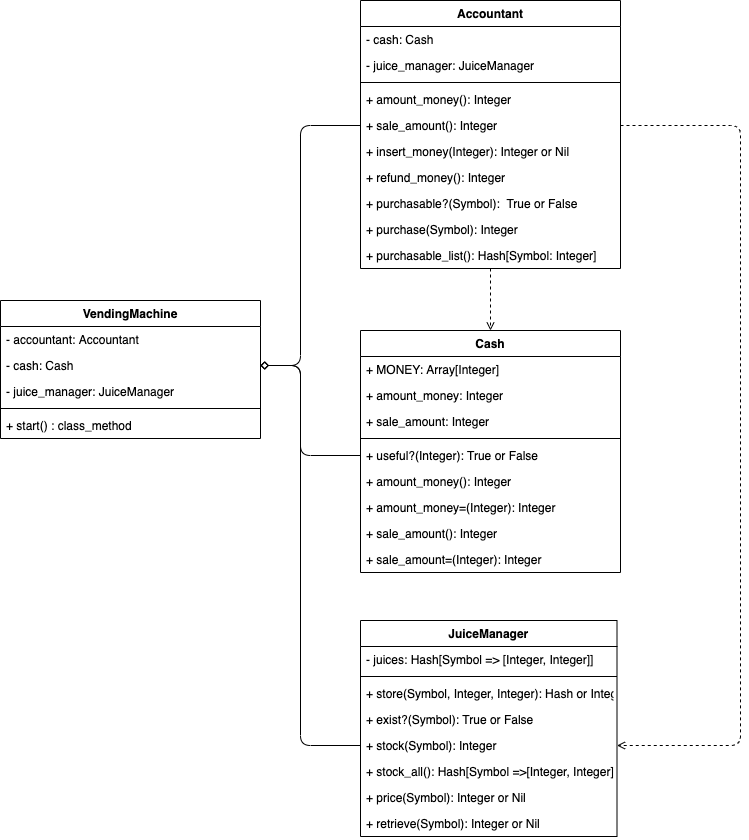 Accountant
- cash: Cash
- juice_manager: JuiceManager
+ amount_money(): Integer
+ sale_amount(): Integer
+ insert_money(Integer): Integer or Nil
+ refund_money(): Integer
+ purchasable?(Symbol): True or False
+ purchase(Symbol): Integer
+ purchasable_list(): Hash[Symbol: Integer]
VendingMachine
- accountant: Accountant
- cash: Cash
- juice_manager: JuiceManager
+ start() : class_method
Cash
+ MONEY: Array[Integer]
+ amount_money: Integer
+ sale_amount: Integer
+ useful?(Integer): True or False
+ amount_money(): Integer
+ amount_money=(Integer): Integer
+ sale_amount(): Integer
+ sale_amount=(Integer): Integer
JuiceManager
- juices: Hash[Symbol => [Integer, Integer]]
+ store(Symbol, Integer, Integer): Hash or
+ exist?(Symbol): True or False
+ stock(Symbol): Integer
+ stock_all(): Hash[Symbol =>[Integer, Integer]
+ price(Symbol): Integer or Nil
+ retrieve(Symbol): Integer or Nil